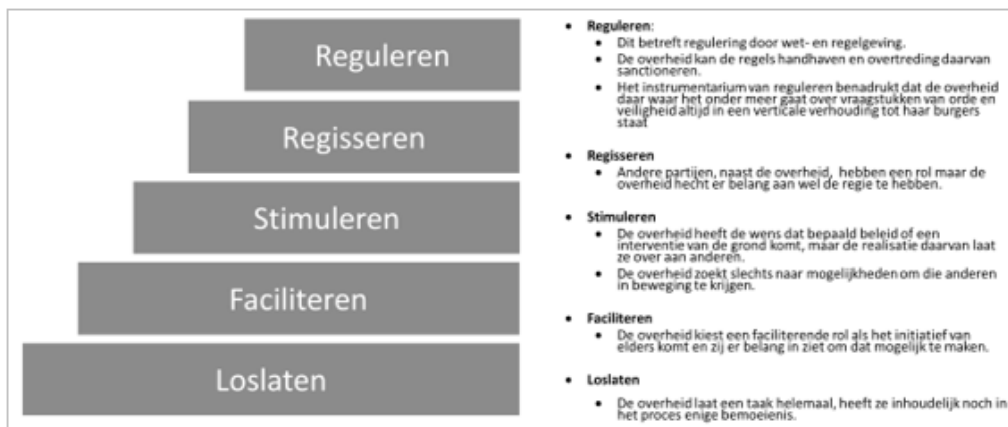 Reguleren
Regisseren
Stimuleren
Faciliteren
Loslaten
• Reguleren:
• Dit betreft regulering door wet- en regelgeving.
• De overheid kan de regels handhaven en overtreding daarvan
sanctioneren.
• Het instrumentarium van reguleren benadrukt dat de overheid
daar waar het onder meer gaat over vraagstukken van orde en
veiligheid altijd in een verticale verhouding tot haar burgers
staat
• Regisseren
• Andere partijen, naast de overheid, hebben een rol maar de
overheid hecht er belang aan wel de regie te hebben.
• Stimuleren
• De overheid heeft de wens dat bepaald beleid of een
interventie van de grond komt, maar de realisatie daarvan laat
ze over aan anderen.
• De overheid zoekt slechts naar mogelijkheden om die anderen
in beweging te krijgen.
• Faciliteren
• De overheid kiest een faciliterende rol als het initiatief van
elders komt en zij er belang in ziet om dat mogelijk te maken.
• Loslaten
• De overheid laat een taak helemaal, heeft ze inhoudelijk noch in
het proces enige bemoeienis.